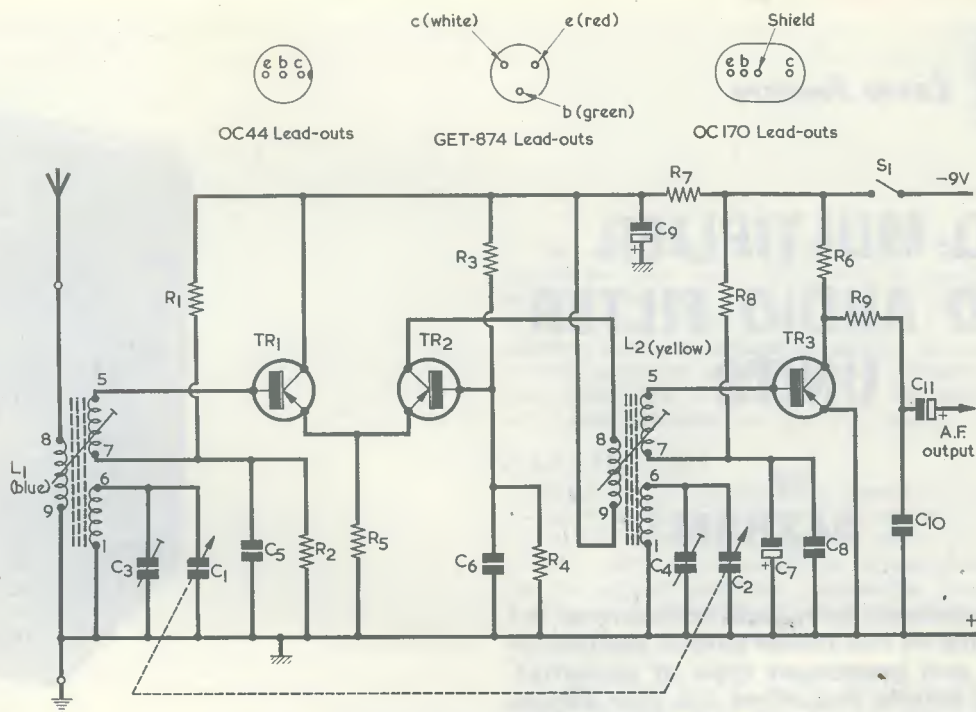 c (white)
e (red)
Shield
e b c
e b
c
b (green)
OC44 Lead-outs
GET-874 Lead-outs
OC170 Lead-outs
R7
S1
-9V
C9
+
R3
R6
R1
R8
R9
TR1
TR2
L2 (yellow)
TR3
5
5
C11
+
A.F.
output
8
7
8
7
L1
(blue)
6
6
9
9
C10
C3
C1
C5
R2
R5
C6
R4
1
1
C4
C2
+
C7
C8
+